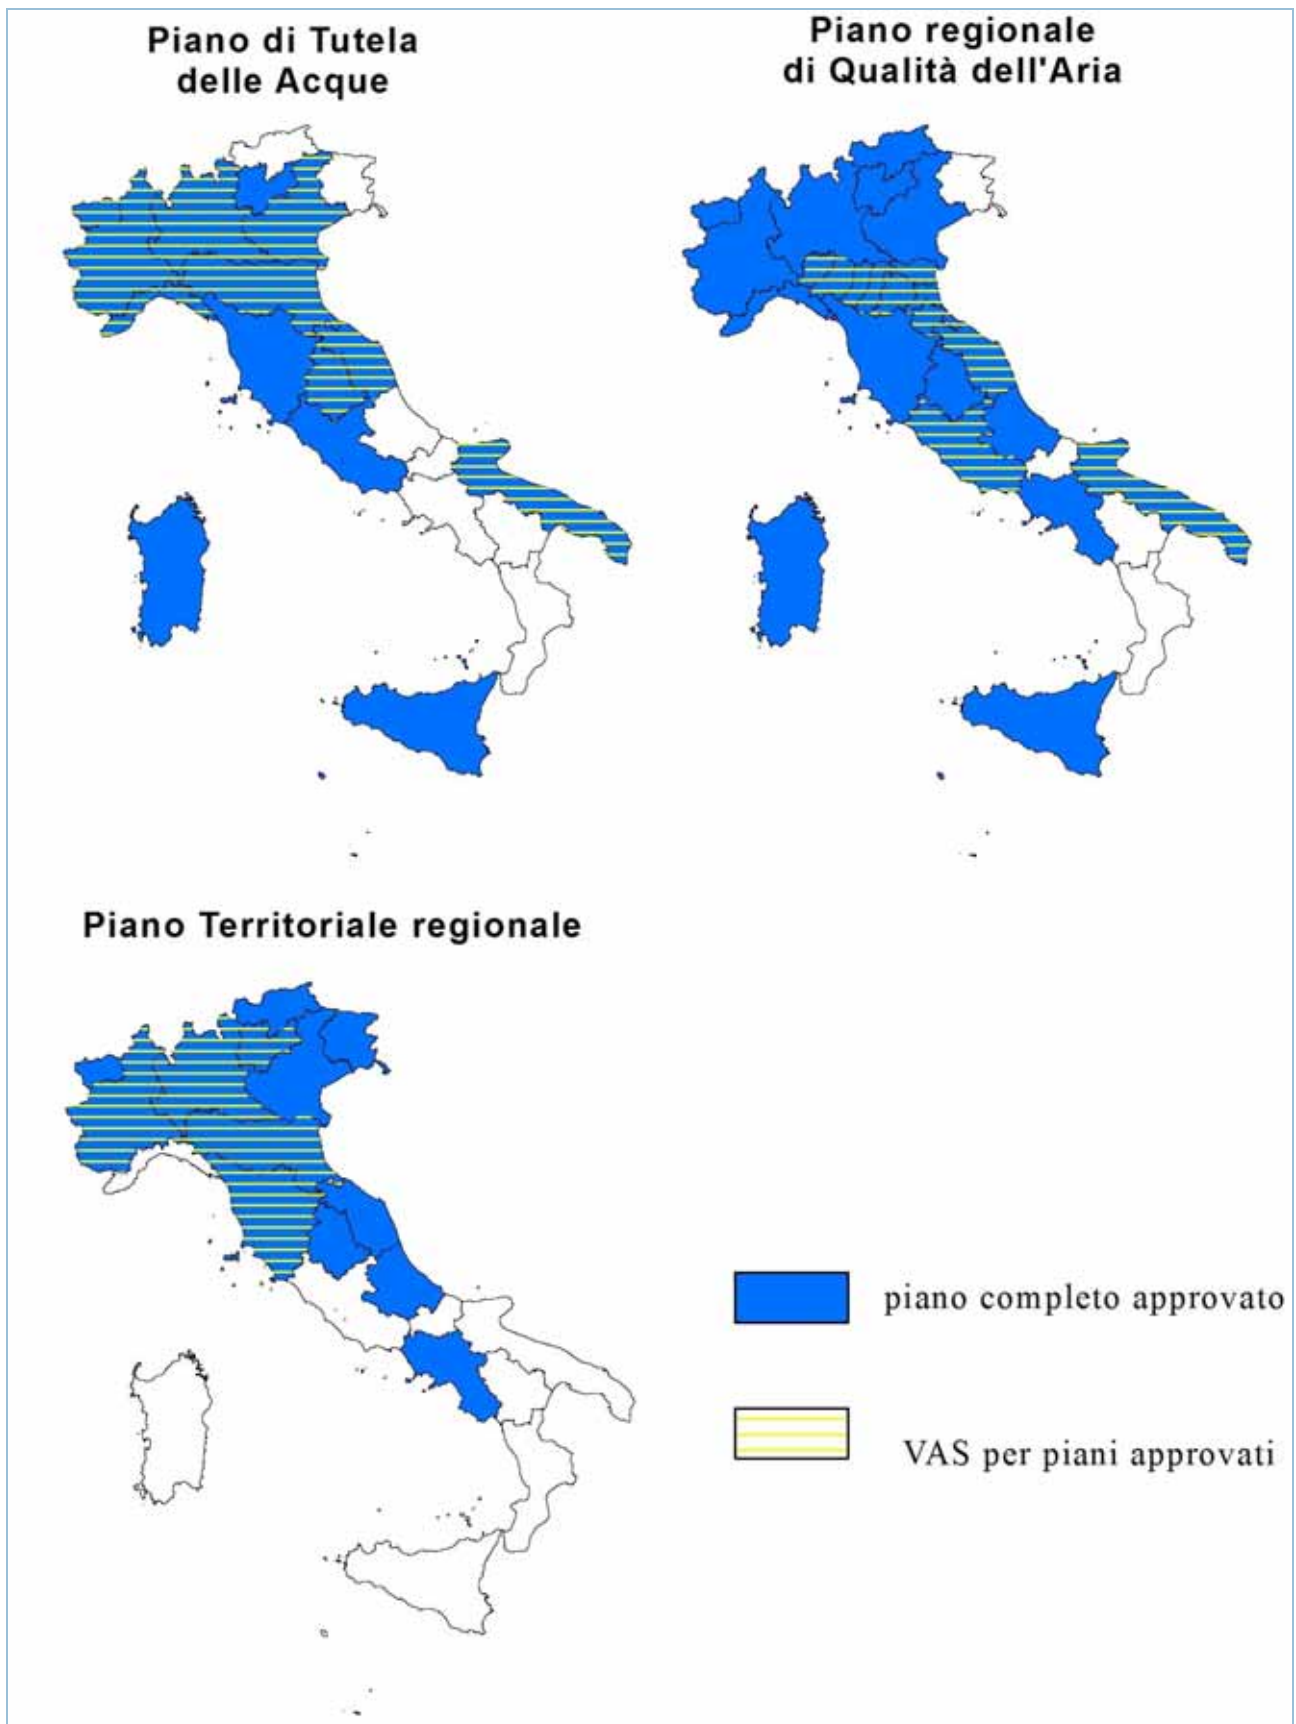 Piano di Tutela
delle Acque
Piano regionale
di Qualità dell'Aria
Piano Territoriale regionale
piano completo approvato
VAS per piani approvati